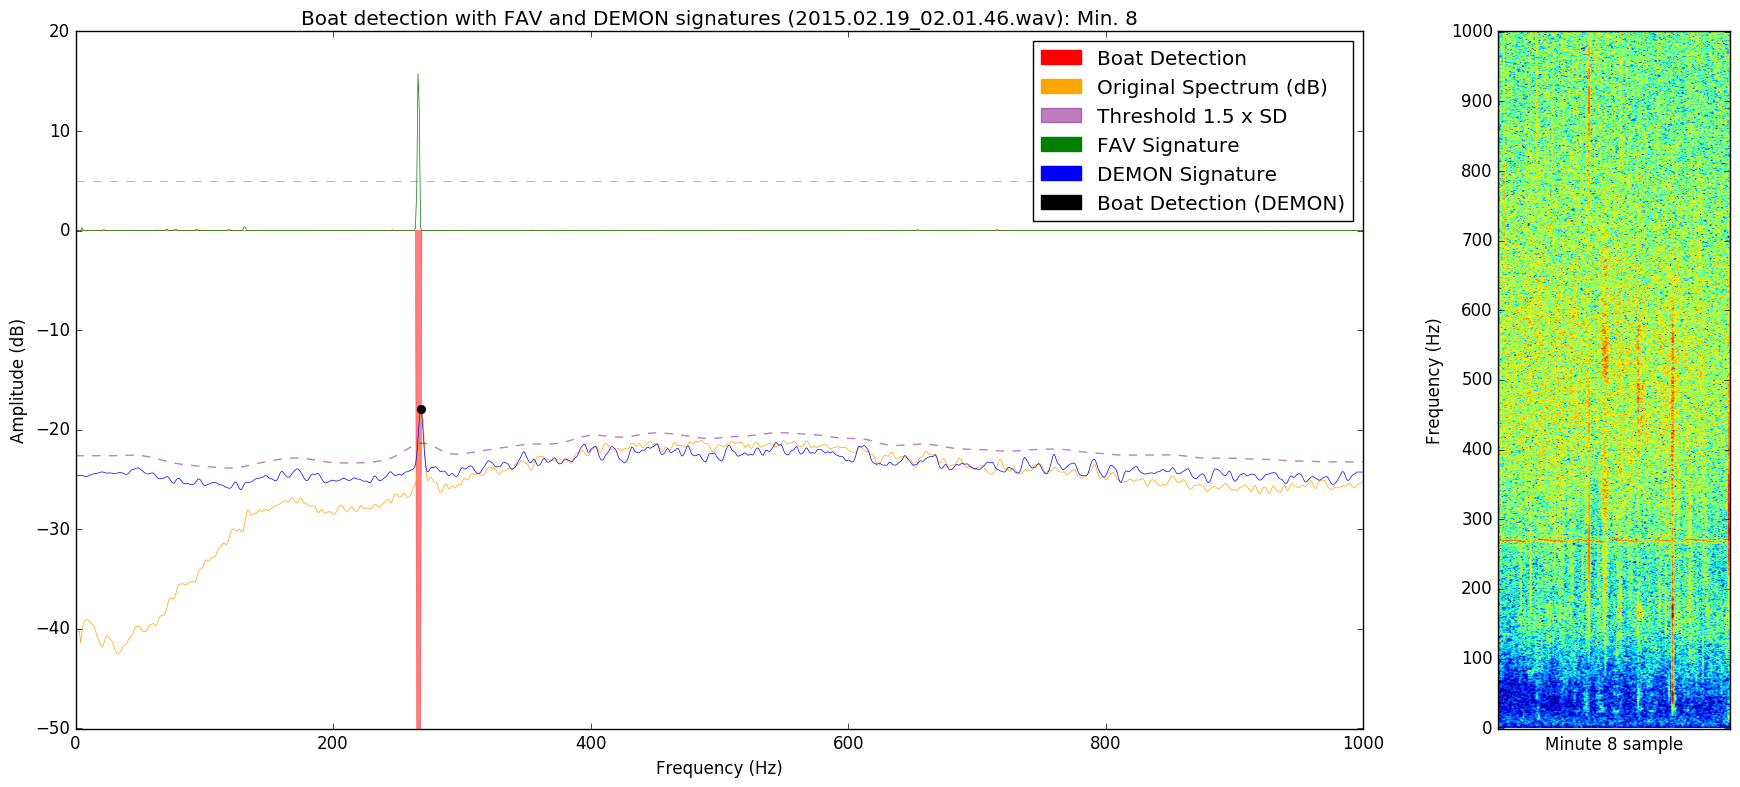 Boat detection with FAV and DEMON signatures (2015.02.19_02.01.46.wav): Min. 8
20
10
0
−10
−20
−30
−40
−50
Amplitude (dB)
0 200 400 600 800 1000
Frequency (Hz)
Boat Detection
Original Spectrum (dB)
Threshold 1.5 x SD
FAV Signature
DEMON Signature
Boat Detection (DEMON)
1000
900
800
700
600
500
400
300
200
100
0
Frequency (Hz)
Minute 8 sample